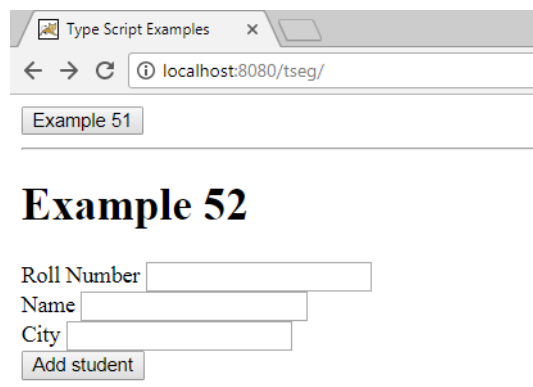 Type Script Examples
localhost:8080/tseg/
Example 51
Example 52
Roll Number
Name
City
Add student